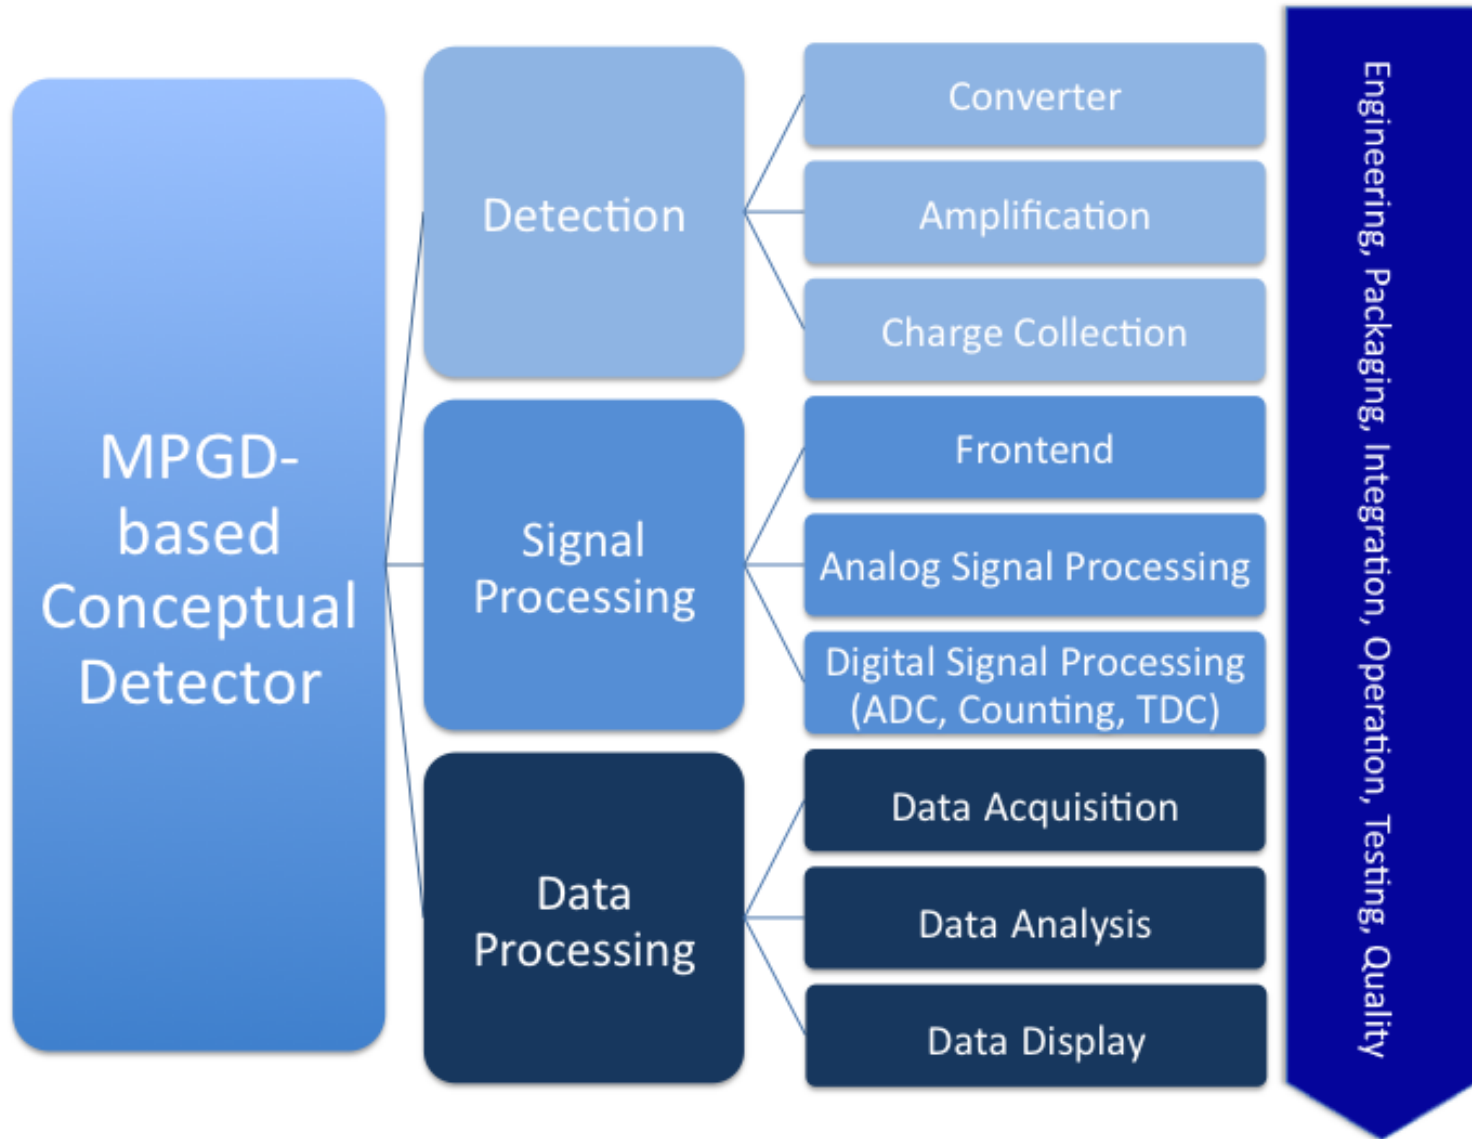 MPGD-
based
Conceptual
Detector
Detection
Converter
Amplification
Charge Collection
Signal
Processing
Frontend
Analog Signal Processing
Digital Signal Processing
(ADC, Counting, TDC)
Data
Processing
Data Acquisition
Data Analysis
Data Display
Engineering, Packaging, Integration, Operation, Testing, Quality